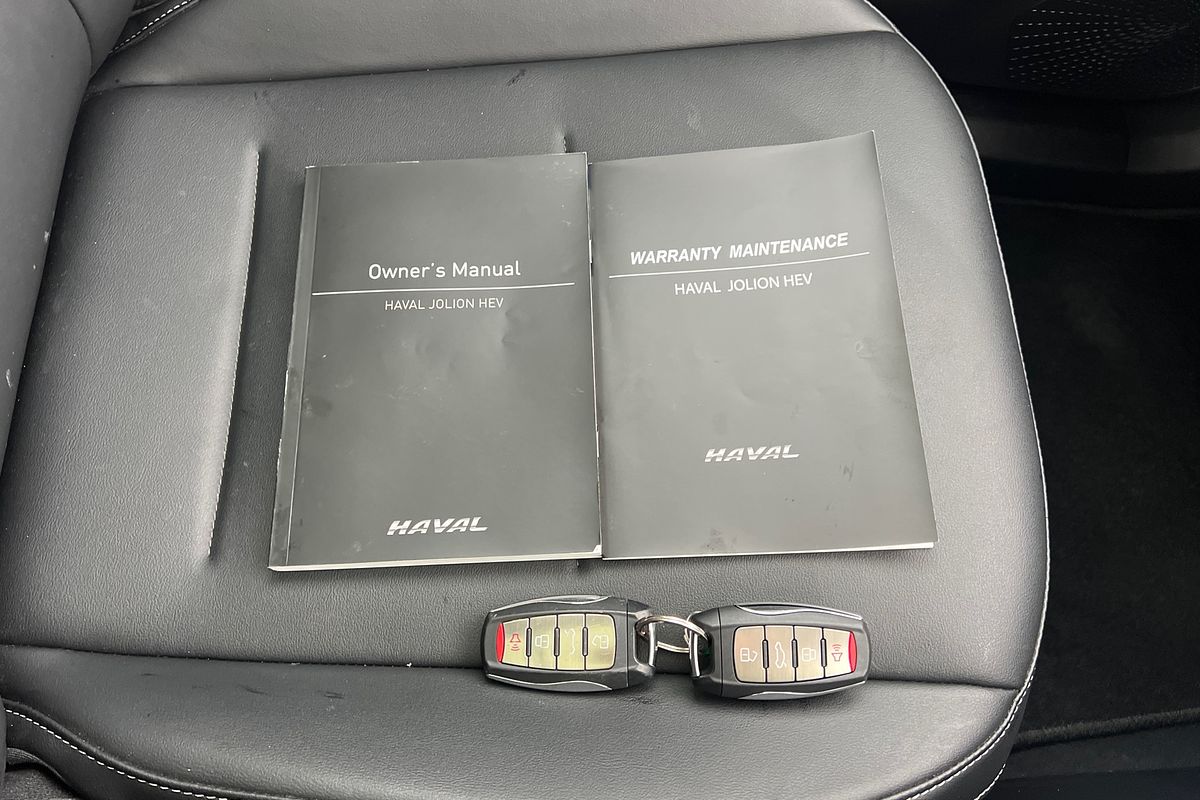 Owner's Manual
HAVAL JOLION HEV
HAVAL
WARRANTY MAINTENANCE
HAVAL JOLION HEV
HAVAL